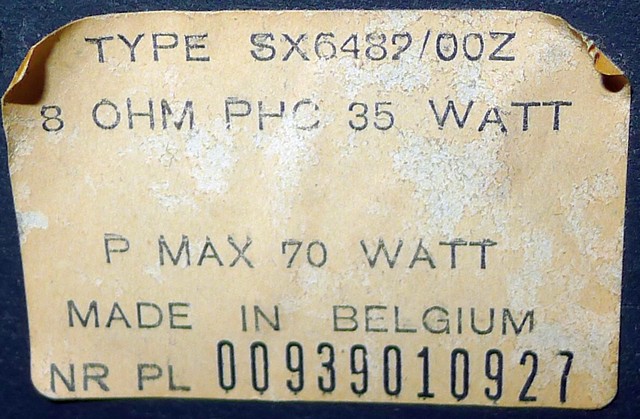 TYPE SX6482/00Z
8 OHM PHC 35 WATT
P MAX 70 WATT
MADE IN BELGIUM
NR PL 00939010927